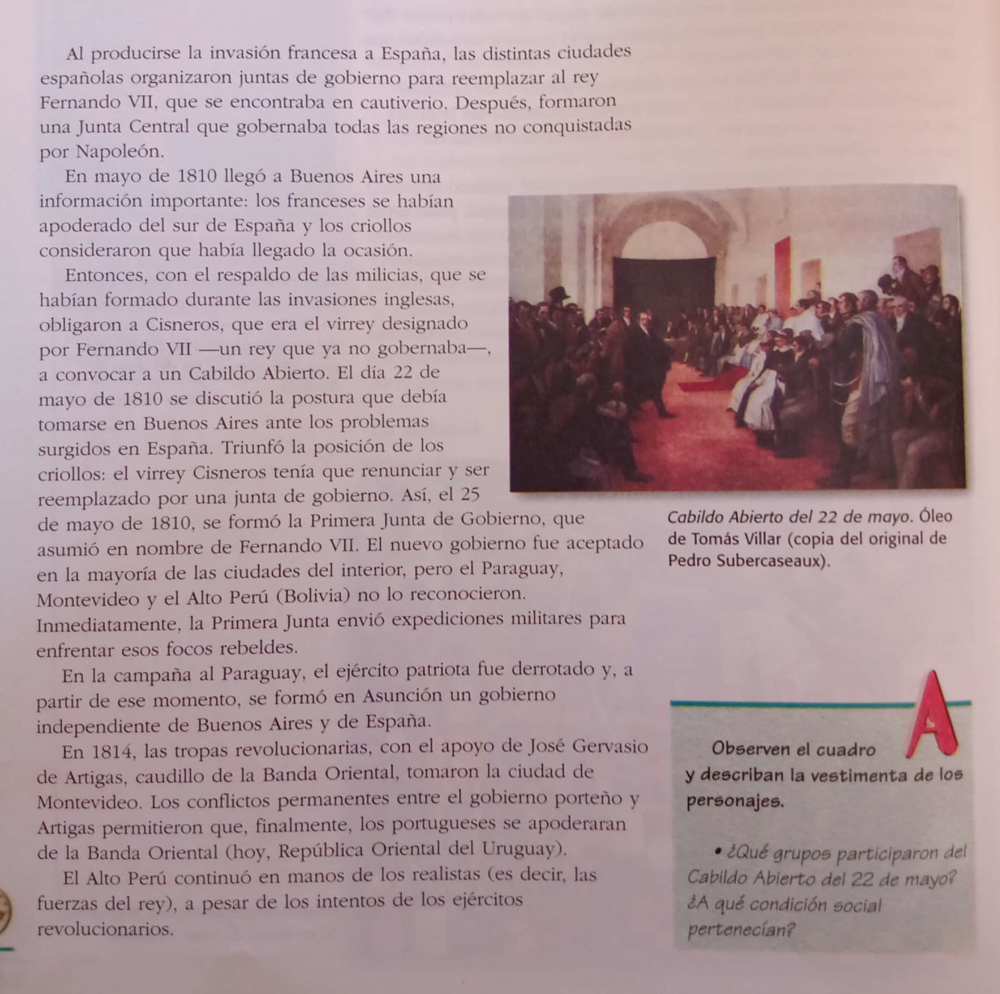 Al producirse la invasión francesa a España, las distintas ciudades
españolas organizaron juntas de gobierno para reemplazar al rey
Fernando VII, que se encontraba en cautiverio. Después, formaron
una Junta Central que gobernaba todas las regiones no conquistadas
por Napoleón.
En mayo de 1810 llegó a Buenos Aires una
información importante: los franceses se habían
apoderado del sur de España y los criollos
consideraron que había llegado la ocasión.
Entonces, con el respaldo de las milicias, que se
habían formado durante las invasiones inglesas,
obligaron a Cisneros, que era el virrey designado
por Fernando VII —un rey que ya no gobernaba—,
a convocar a un Cabildo Abierto. El día 22 de
mayo de 1810 se discutió la postura que debía
tomarse en Buenos Aires ante los problemas
surgidos en España. Triunfó la posición de los
criollos: el virrey Cisneros tenía que renunciar y ser
reemplazado por una junta de gobierno. Así, el 25
de mayo de 1810, se formó la Primera Junta de Gobierno, que
asumió en nombre de Fernando VII. El nuevo gobierno fue aceptado
en la mayoría de las ciudades del interior, pero el Paraguay,
Montevideo y el Alto Perú (Bolivia) no lo reconocieron.
Inmediatamente, la Primera Junta envió expediciones militares para
enfrentar esos focos rebeldes.
En la campaña al Paraguay, el ejército patriota fue derrotado y, a
partir de ese momento, se formó en Asunción un gobierno
independiente de Buenos Aires y de España.
En 1814, las tropas revolucionarias, con el apoyo de José Gervasio
de Artigas, caudillo de la Banda Oriental, tomaron la ciudad de
Montevideo. Los conflictos permanentes entre el gobierno porteño y
Artigas permitieron que, finalmente, los portugueses se apoderaran
de la Banda Oriental (hoy, República Oriental del Uruguay).
El Alto Perú continuó en manos de los realistas (es decir, las
fuerzas del rey), a pesar de los intentos de los ejércitos
revolucionarios.
Cabildo Abierto del 22 de mayo. Óleo
de Tomás Villar (copia del original de
Pedro Subercaseaux).
A
Observen el cuadro
y describan la vestimenta de los
personajes.
• ¿Qué grupos participaron del
Cabildo Abierto del 22 de mayo?
¿A qué condición social
pertenecían?